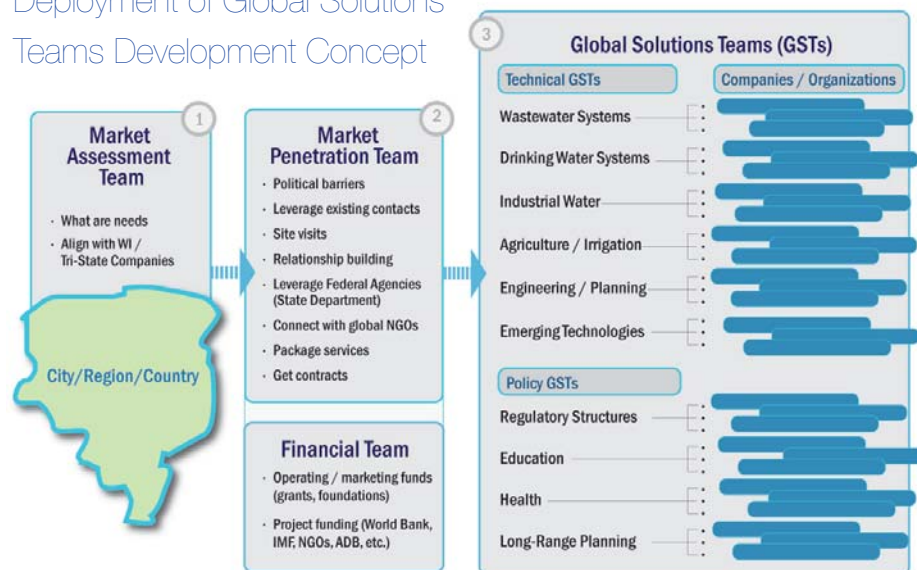 Deployment of Global Solutions
Teams Development Concept
1
Market
Assessment
Team
· What are needs
· Align with WI /
Tri-State Companies
City/Region/Country
2
Market
Penetration Team
· Political barriers
· Leverage existing contacts
· Site visits
· Relationship building
· Leverage Federal Agencies
(State Department)
· Connect with global NGOs
· Package services
· Get contracts
Financial Team
· Operating / marketing funds
(grants, foundations)
· Project funding (World Bank,
IMF, NGOs, ADB, etc.)
3
Global Solutions Teams (GSTs)
Technical GSTs
Companies / Organizations
Wastewater Systems
Drinking Water Systems
Industrial Water
Agriculture / Irrigation
Engineering / Planning
Emerging Technologies
Policy GSTs
Regulatory Structures
Education
Health
Long-Range Planning